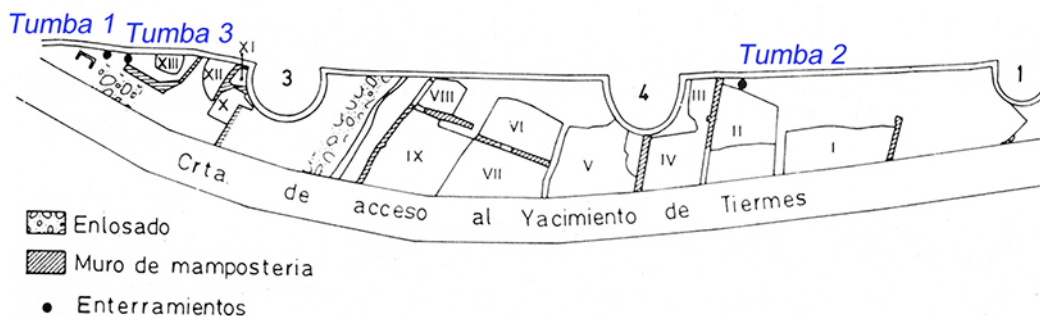 Tumba 1
Tumba 3
XI
Tumba 2
XIII
XII
X
3
VIII
IX
VI
VII
V
4
III
IV
II
I
1
Crta. de acceso al Yacimiento de Tiermes
Enlosado
Muro de mamposteria
Enterramientos